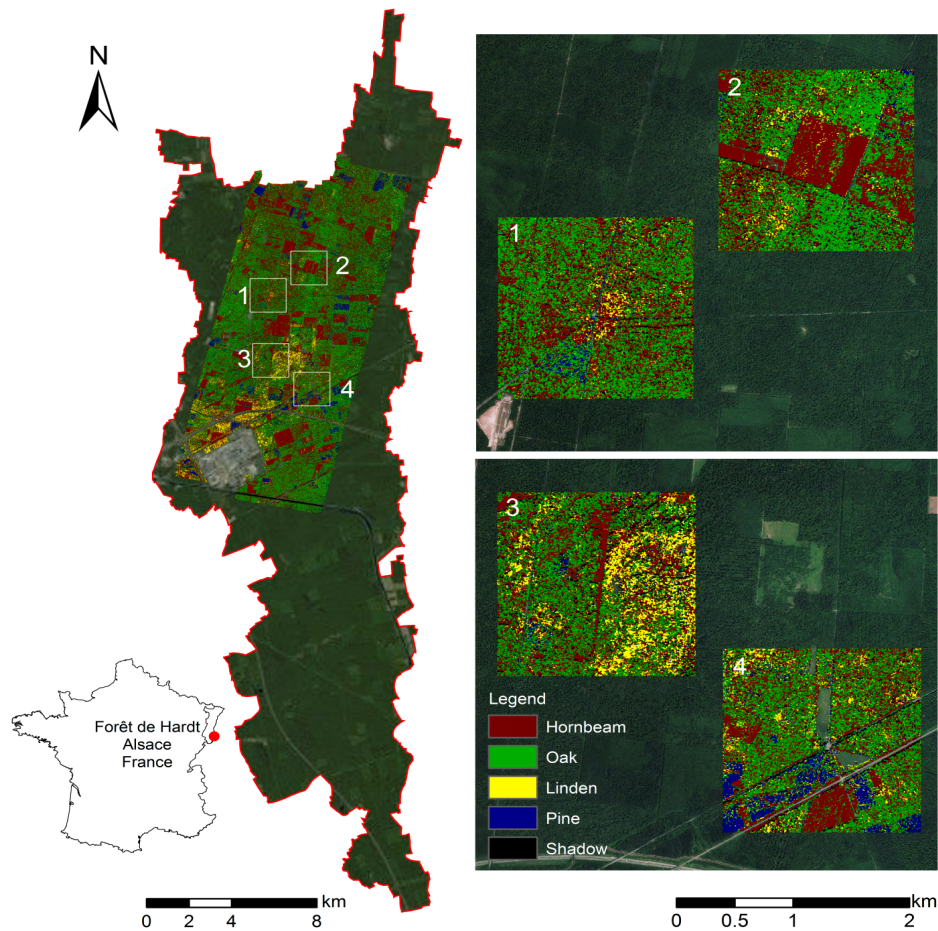 N
2
1
3
4
Forêt de Hardt
Alsace
France
km
0 2 4 8
2
1
3
4
Legend
Hornbeam
Oak
Linden
Pine
Shadow
km
0 0.5 1 2